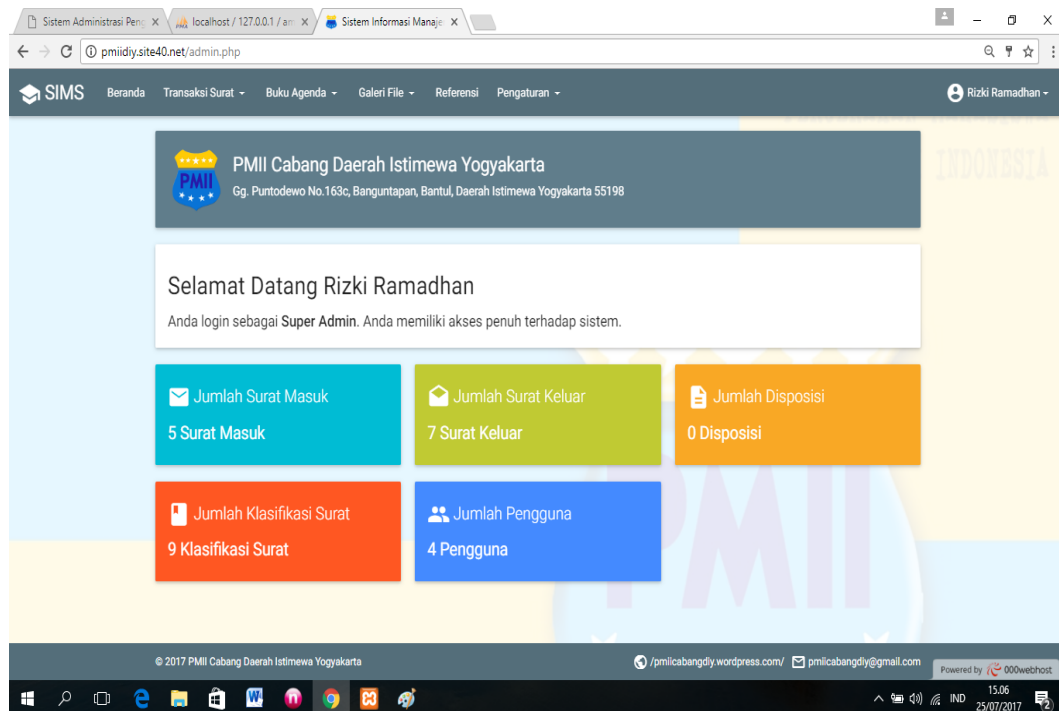 Sistem Administrasi Peng
localhost / 127.0.0.1 / am
Sistem Informasi Manaje
pmiidiy.site40.net/admin.php
SIMS Beranda Transaksi Surat Buku Agenda Galeri File Referensi Pengaturan Rizki Ramadhan
INDONESIA
PMII
PMII Cabang Daerah Istimewa Yogyakarta
Gg. Puntodewo No.163c, Banguntapan, Bantul, Daerah Istimewa Yogyakarta 55198
Selamat Datang Rizki Ramadhan
Anda login sebagai Super Admin. Anda memiliki akses penuh terhadap sistem.
Jumlah Surat Masuk
5 Surat Masuk
Jumlah Surat Keluar
7 Surat Keluar
Jumlah Disposisi
0 Disposisi
Jumlah Klasifikasi Surat
9 Klasifikasi Surat
Jumlah Pengguna
4 Pengguna
PMII
© 2017 PMII Cabang Daerah Istimewa Yogyakarta
/pmiicabangdiy.wordpress.com/ pmiicabangdiy@gmail.com
Powered by 000webhost
IND
15.06
25/07/2017